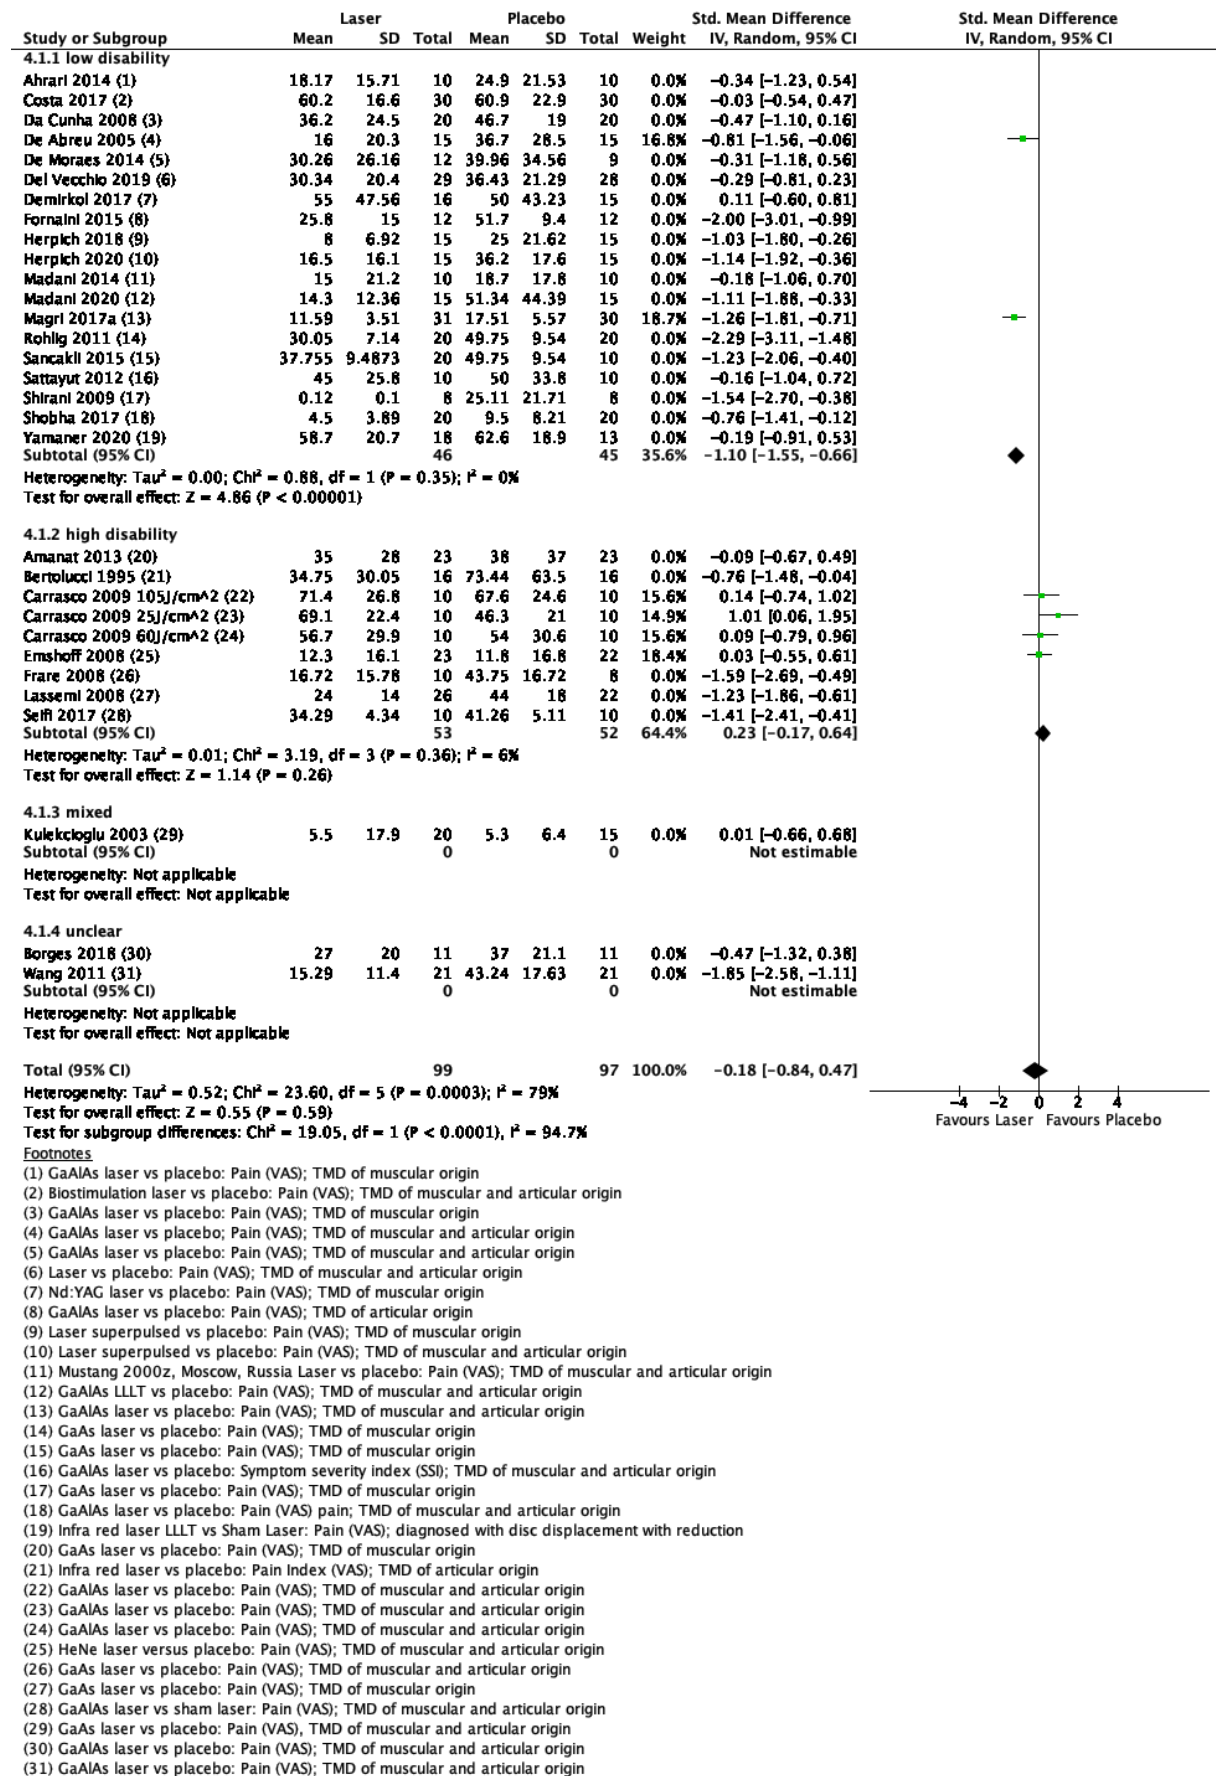 Laser Placebo Std. Mean Difference Std. Mean Difference
Study or Subgroup Mean SD Total Mean SD Total Weight IV, Random, 95% CI IV, Random, 95% CI
4.1.1 low disability
Ahrari 2014 (1) 18.17 15.71 10 24.9 21.53 10 0.0% −0.34 [−1.23, 0.54]
Costa 2017 (2) 60.2 16.6 30 60.9 22.9 30 0.0% −0.03 [−0.54, 0.47]
Da Cunha 2008 (3) 36.2 24.5 20 46.7 19 20 0.0% −0.47 [−1.10, 0.16]
De Abreu 2005 (4) 16 20.3 15 36.7 28.5 15 16.8% −0.81 [−1.56, −0.06]
De Moraes 2014 (5) 30.26 26.16 12 39.96 34.56 9 0.0% −0.31 [−1.18, 0.56]
Del Vecchio 2019 (6) 30.34 20.4 29 36.43 21.29 28 0.0% −0.29 [−0.81, 0.23]
Demirkol 2017 (7) 55 47.56 16 50 43.23 15 0.0% 0.11 [−0.60, 0.81]
Fornaini 2015 (8) 25.8 15 12 51.7 9.4 12 0.0% −2.00 [−3.01, −0.99]
Herpich 2018 (9) 8 6.92 15 25 21.62 15 0.0% −1.03 [−1.80, −0.26]
Herpich 2020 (10) 16.5 16.1 15 36.2 17.6 15 0.0% −1.14 [−1.92, −0.36]
Madani 2014 (11) 15 21.2 10 18.7 17.8 10 0.0% −0.18 [−1.06, 0.70]
Madani 2020 (12) 14.3 12.36 15 51.34 44.39 15 0.0% −1.11 [−1.88, −0.33]
Magri 2017a (13) 11.59 3.51 31 17.51 5.57 30 18.7% −1.26 [−1.81, −0.71]
Rohlig 2011 (14) 30.05 7.14 20 49.75 9.54 20 0.0% −2.29 [−3.11, −1.48]
Sancakli 2015 (15) 37.755 9.4873 20 49.75 9.54 10 0.0% −1.23 [−2.06, −0.40]
Sattayut 2012 (16) 45 25.8 10 50 33.8 10 0.0% −0.16 [−1.04, 0.72]
Shirani 2009 (17) 0.12 0.1 8 25.11 21.71 8 0.0% −1.54 [−2.70, −0.38]
Shobha 2017 (18) 4.5 3.89 20 9.5 8.21 20 0.0% −0.76 [−1.41, −0.12]
Yamaner 2020 (19) 58.7 20.7 18 62.6 18.9 13 0.0% −0.19 [−0.91, 0.53]
Subtotal (95% CI) 46 45 35.6% −1.10 [−1.55, −0.66]
Heterogeneity: Tau² = 0.00; Chi² = 0.88, df = 1 (P = 0.35); I² = 0%
Test for overall effect: Z = 4.86 (P < 0.00001)
4.1.2 high disability
Amanat 2013 (20) 35 28 23 38 37 23 0.0% −0.09 [−0.67, 0.49]
Bertolucci 1995 (21) 34.75 30.05 16 73.44 63.5 16 0.0% −0.76 [−1.48, −0.04]
Carrasco 2009 105J/cm^2 (22) 71.4 26.8 10 67.6 24.6 10 15.6% 0.14 [−0.74, 1.02]
Carrasco 2009 25J/cm^2 (23) 69.1 22.4 10 46.3 21 10 14.9% 1.01 [0.06, 1.95]
Carrasco 2009 60J/cm^2 (24) 56.7 29.9 10 54 30.6 10 15.6% 0.09 [−0.79, 0.96]
Emshoff 2008 (25) 12.3 16.1 23 11.8 16.8 22 18.4% 0.03 [−0.55, 0.61]
Frare 2008 (26) 16.72 15.78 10 43.75 16.72 8 0.0% −1.59 [−2.69, −0.49]
Lassemi 2008 (27) 24 14 26 44 18 22 0.0% −1.23 [−1.86, −0.61]
Seifi 2017 (28) 34.29 4.34 10 41.26 5.11 10 0.0% −1.41 [−2.41, −0.41]
Subtotal (95% CI) 53 52 64.4% 0.23 [−0.17, 0.64]
Heterogeneity: Tau² = 0.01; Chi² = 3.19, df = 3 (P = 0.36); I² = 6%
Test for overall effect: Z = 1.14 (P = 0.26)
4.1.3 mixed
Kulekcioglu 2003 (29) 5.5 17.9 20 5.3 6.4 15 0.0% 0.01 [−0.66, 0.68]
Subtotal (95% CI) 0 0 Not estimable
Heterogeneity: Not applicable
Test for overall effect: Not applicable
4.1.4 unclear
Borges 2018 (30) 27 20 11 37 21.1 11 0.0% −0.47 [−1.32, 0.38]
Wang 2011 (31) 15.29 11.4 21 43.24 17.63 21 0.0% −1.85 [−2.58, −1.11]
Subtotal (95% CI) 0 0 Not estimable
Heterogeneity: Not applicable
Test for overall effect: Not applicable
Total (95% CI) 99 97 100.0% −0.18 [−0.84, 0.47]
Heterogeneity: Tau² = 0.52; Chi² = 23.60, df = 5 (P = 0.0003); I² = 79%
Test for overall effect: Z = 0.55 (P = 0.59)
Test for subgroup differences: Chi² = 19.05, df = 1 (P < 0.0001), I² = 94.7%
−4 −2 0 2 4
Favours Laser Favours Placebo
Footnotes
(1) GaAlAs laser vs placebo: Pain (VAS); TMD of muscular origin
(2) Biostimulation laser vs placebo: Pain (VAS); TMD of muscular and articular origin
(3) GaAlAs laser vs placebo: Pain (VAS); TMD of muscular origin
(4) GaAlAs laser vs placebo; Pain (VAS); TMD of muscular and articular origin
(5) GaAlAs laser vs placebo: Pain (VAS); TMD of muscular and articular origin
(6) Laser vs placebo: Pain (VAS); TMD of muscular and articular origin
(7) Nd:YAG laser vs placebo: Pain (VAS); TMD of muscular origin
(8) GaAlAs laser vs placebo: Pain (VAS); TMD of articular origin
(9) Laser superpulsed vs placebo: Pain (VAS); TMD of muscular origin
(10) Laser superpulsed vs placebo: Pain (VAS); TMD of muscular and articular origin
(11) Mustang 2000z, Moscow, Russia Laser vs placebo: Pain (VAS); TMD of muscular and articular origin
(12) GaAlAs LLLT vs placebo: Pain (VAS); TMD of muscular and articular origin
(13) GaAlAs laser vs placebo: Pain (VAS); TMD of muscular and articular origin
(14) GaAs laser vs placebo: Pain (VAS); TMD of muscular origin
(15) GaAs laser vs placebo: Pain (VAS); TMD of muscular origin
(16) GaAlAs laser vs placebo: Symptom severity index (SSI); TMD of muscular and articular origin
(17) GaAs laser vs placebo: Pain (VAS); TMD of muscular origin
(18) GaAlAs laser vs placebo: Pain (VAS) pain; TMD of muscular and articular origin
(19) Infra red laser LLLT vs Sham Laser: Pain (VAS); diagnosed with disc displacement with reduction
(20) GaAs laser vs placebo: Pain (VAS); TMD of muscular origin
(21) Infra red laser vs placebo: Pain Index (VAS); TMD of articular origin
(22) GaAlAs laser vs placebo: Pain (VAS); TMD of muscular and articular origin
(23) GaAlAs laser vs placebo: Pain (VAS); TMD of muscular and articular origin
(24) GaAlAs laser vs placebo: Pain (VAS); TMD of muscular and articular origin
(25) HeNe laser versus placebo: Pain (VAS); TMD of muscular and articular origin
(26) GaAs laser vs placebo: Pain (VAS); TMD of muscular and articular origin
(27) GaAs laser vs placebo: Pain (VAS); TMD of muscular origin
(28) GaAlAs laser vs sham laser: Pain (VAS); TMD of muscular and articular origin
(29) GaAs laser vs placebo: Pain (VAS), TMD of muscular and articular origin
(30) GaAlAs laser vs placebo: Pain (VAS); TMD of muscular and articular origin
(31) GaAlAs laser vs placebo: Pain (VAS); TMD of muscular and articular origin